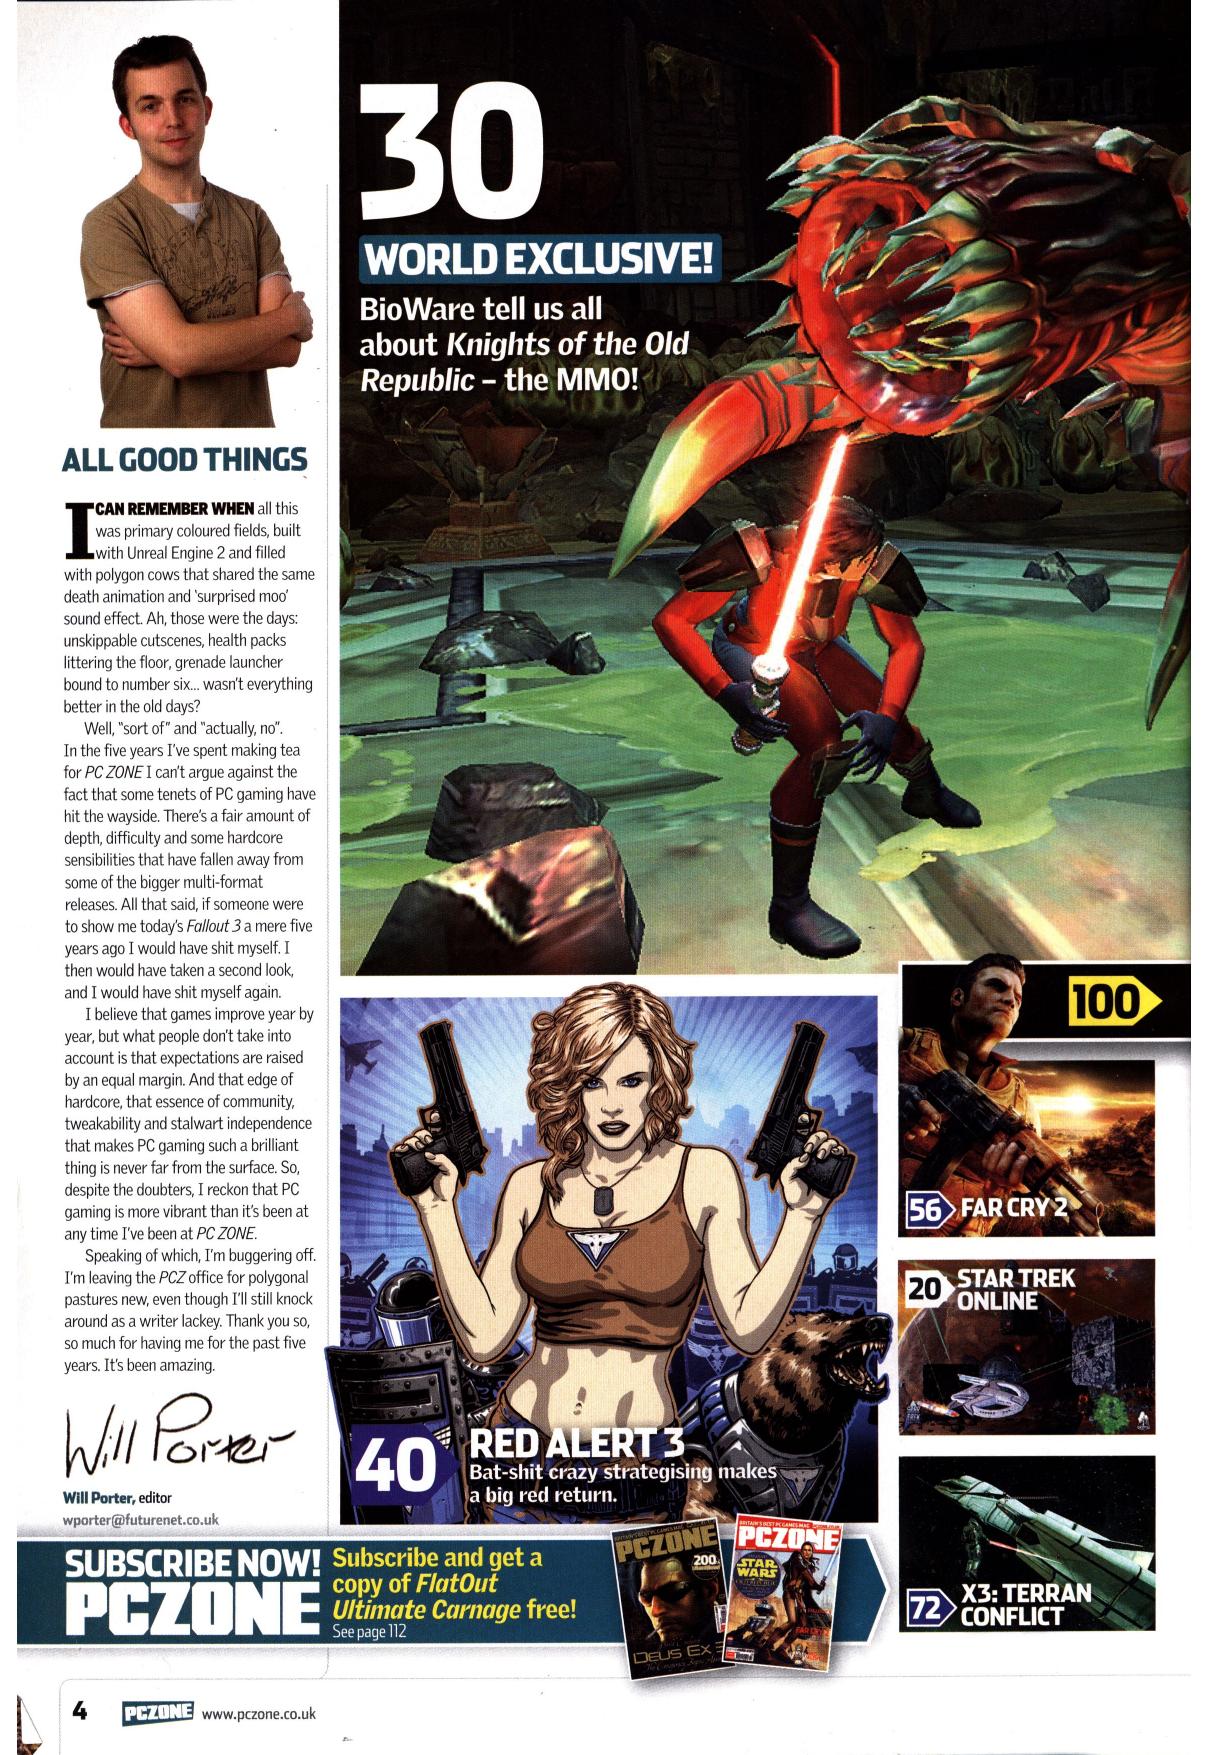 30
WORLD EXCLUSIVE!
BioWare tell us all
about Knights of the Old
Republic – the MMO!
ALL GOOD THINGS
I CAN REMEMBER WHEN all this
was primary coloured fields, built
with Unreal Engine 2 and filled
with polygon cows that shared the same
death animation and ‘surprised moo’
sound effect. Ah, those were the days:
unskippable cutscenes, health packs
littering the floor, grenade launcher
bound to number six... wasn’t everything
better in the old days?
Well, “sort of” and “actually, no”.
In the five years I’ve spent making tea
for PC ZONE I can’t argue against the
fact that some tenets of PC gaming have
hit the wayside. There’s a fair amount of
depth, difficulty and some hardcore
sensibilities that have fallen away from
some of the bigger multi-format
releases. All that said, if someone were
to show me today’s Fallout 3 a mere five
years ago I would have shit myself. I
then would have taken a second look,
and I would have shit myself again.
I believe that games improve year by
year, but what people don’t take into
account is that expectations are raised
by an equal margin. And that edge of
hardcore, that essence of community,
tweakability and stalwart independence
that makes PC gaming such a brilliant
thing is never far from the surface. So,
despite the doubters, I reckon that PC
gaming is more vibrant than it’s been at
any time I’ve been at PC ZONE.
Speaking of which, I’m buggering off.
I’m leaving the PCZ office for polygonal
pastures new, even though I’ll still knock
around as a writer lackey. Thank you so,
so much for having me for the past five
years. It’s been amazing.
Will Porter
Will Porter, editor
wporter@futurenet.co.uk
40
RED ALERT 3
Bat-shit crazy strategising makes
a big red return.
100
56 FAR CRY 2
20 STAR TREK
ONLINE
72 X3: TERRAN
CONFLICT
SUBSCRIBE NOW!
PCZONE
Subscribe and get a
copy of FlatOut
Ultimate Carnage free!
See page 112
PCZONE
200
DEUS EX 3
BRITAIN'S BEST PC GAMES MAG
PCZONE
STAR
WARS
FAR CRY
4 PCZONE www.pczone.co.uk